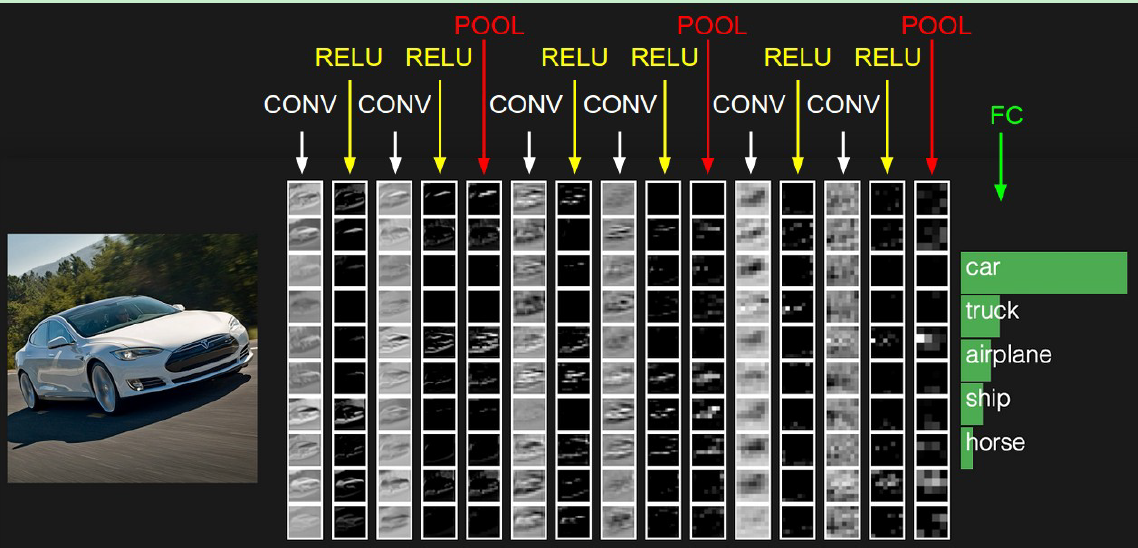 POOL POOL POOL
RELU RELU RELU RELU RELU RELU
CONV CONV CONV CONV CONV CONV
FC
car
truck
airplane
ship
horse